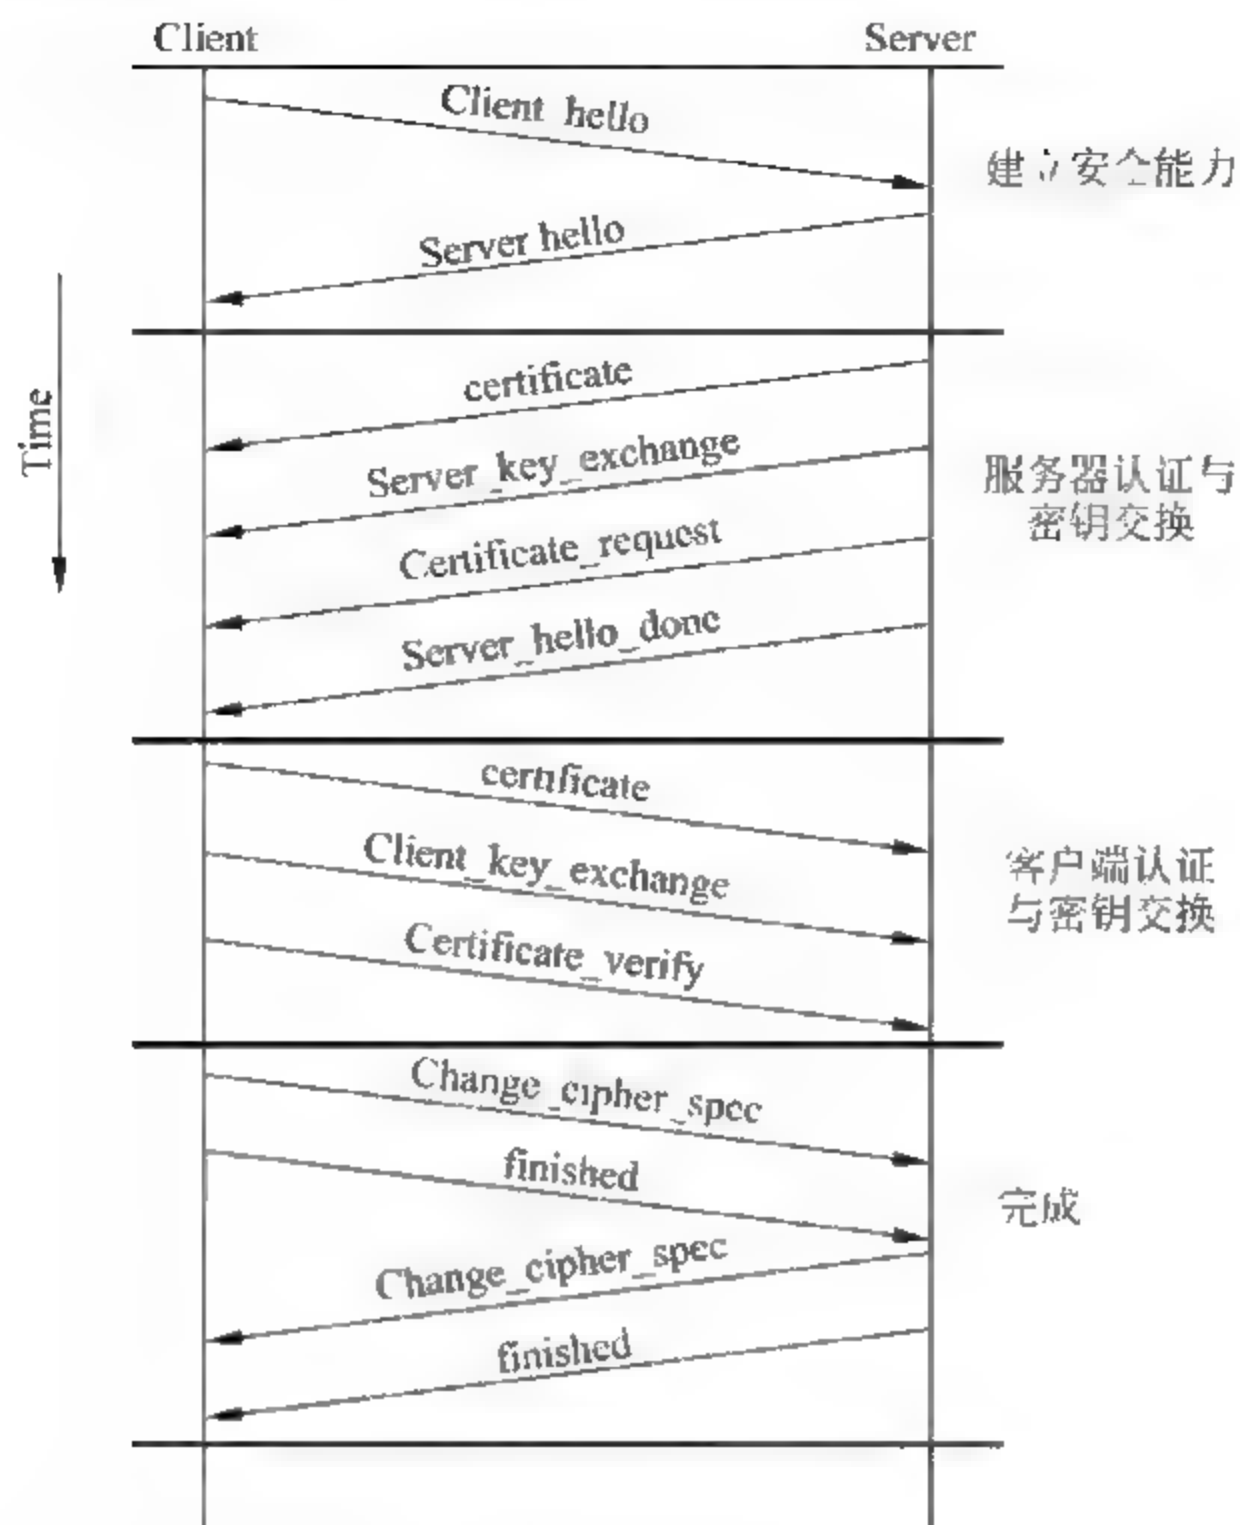 Client
Server
Client hello
建立安全能力
Server hello
Time
certificate
Server_key_exchange
服务器认证与
密钥交换
Certificate_request
Server_hello_done
certificate
Client_key_exchange
客户端认证
与密钥交换
Certificate_verify
Change_cipher_spec
finished
完成
Change_cipher_spec
finished